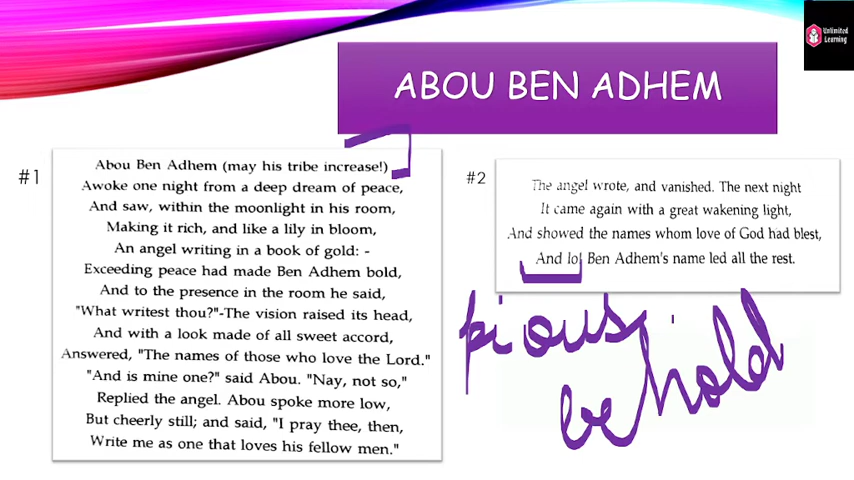 Unlimited
Learning
ABOU BEN ADHEM
#1
Abou Ben Adhem (may his tribe increase!)
Awoke one night from a deep dream of peace,
And saw, within the moonlight in his room,
Making it rich, and like a lily in bloom,
An angel writing in a book of gold: -
Exceeding peace had made Ben Adhem bold,
And to the presence in the room he said,
"What writest thou?"-The vision raised its head,
And with a look made of all sweet accord,
Answered, "The names of those who love the Lord."
"And is mine one?" said Abou. "Nay, not so,"
Replied the angel. Abou spoke more low,
But cheerly still; and said, "I pray thee, then,
Write me as one that loves his fellow men."
#2
The angel wrote, and vanished. The next night
It came again with a great wakening light,
And showed the names whom love of God had blest,
And lo! Ben Adhem's name led all the rest.
pious
behold